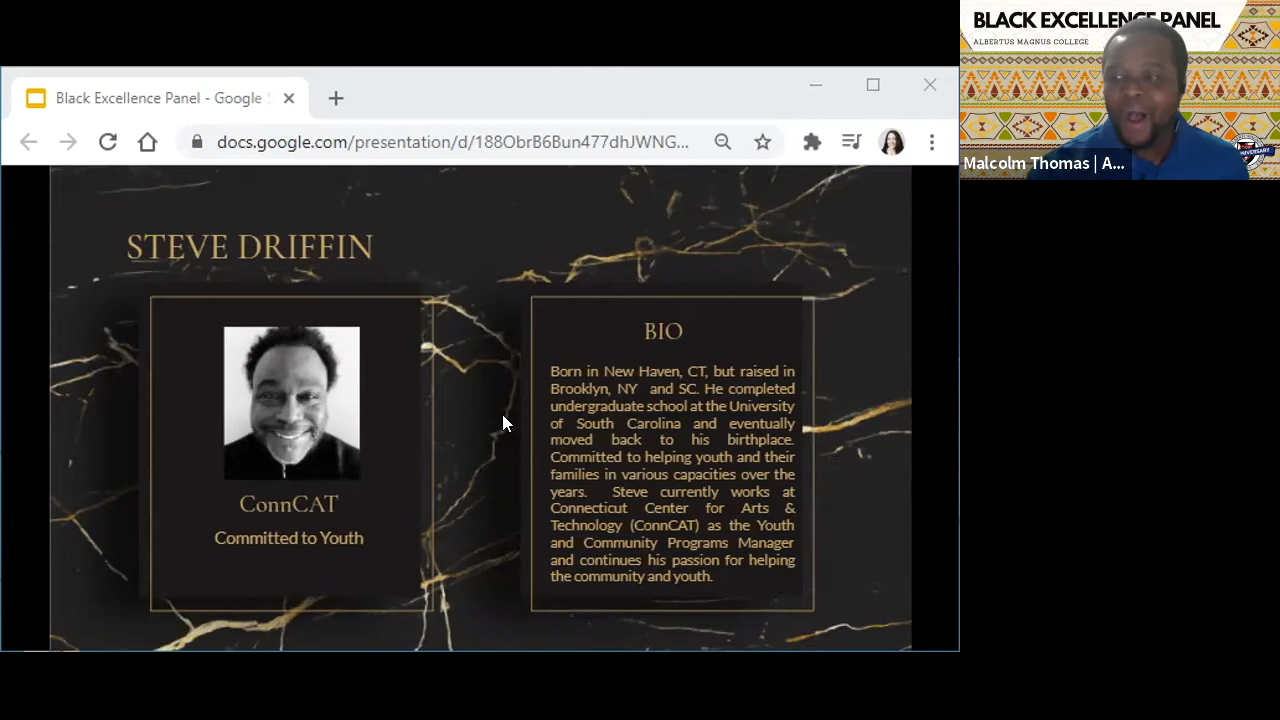 BLACK EXCELLENCE PANEL
ALBERTUS MAGNUS COLLEGE
Malcolm Thomas | A...
Black Excellence Panel - Google
docs.google.com/presentation/d/188ObrB6Bun477dhJWNG...
STEVE DRIFFIN
ConnCAT
Committed to Youth
BIO
Born in New Haven, CT, but raised in
Brooklyn, NY and SC. He completed
undergraduate school at the University
of South Carolina and eventually
moved back to his birthplace.
Committed to helping youth and their
families in various capacities over the
years. Steve currently works at
Connecticut Center for Arts &
Technology (ConnCAT) as the Youth
and Community Programs Manager
and continues his passion for helping
the community and youth.